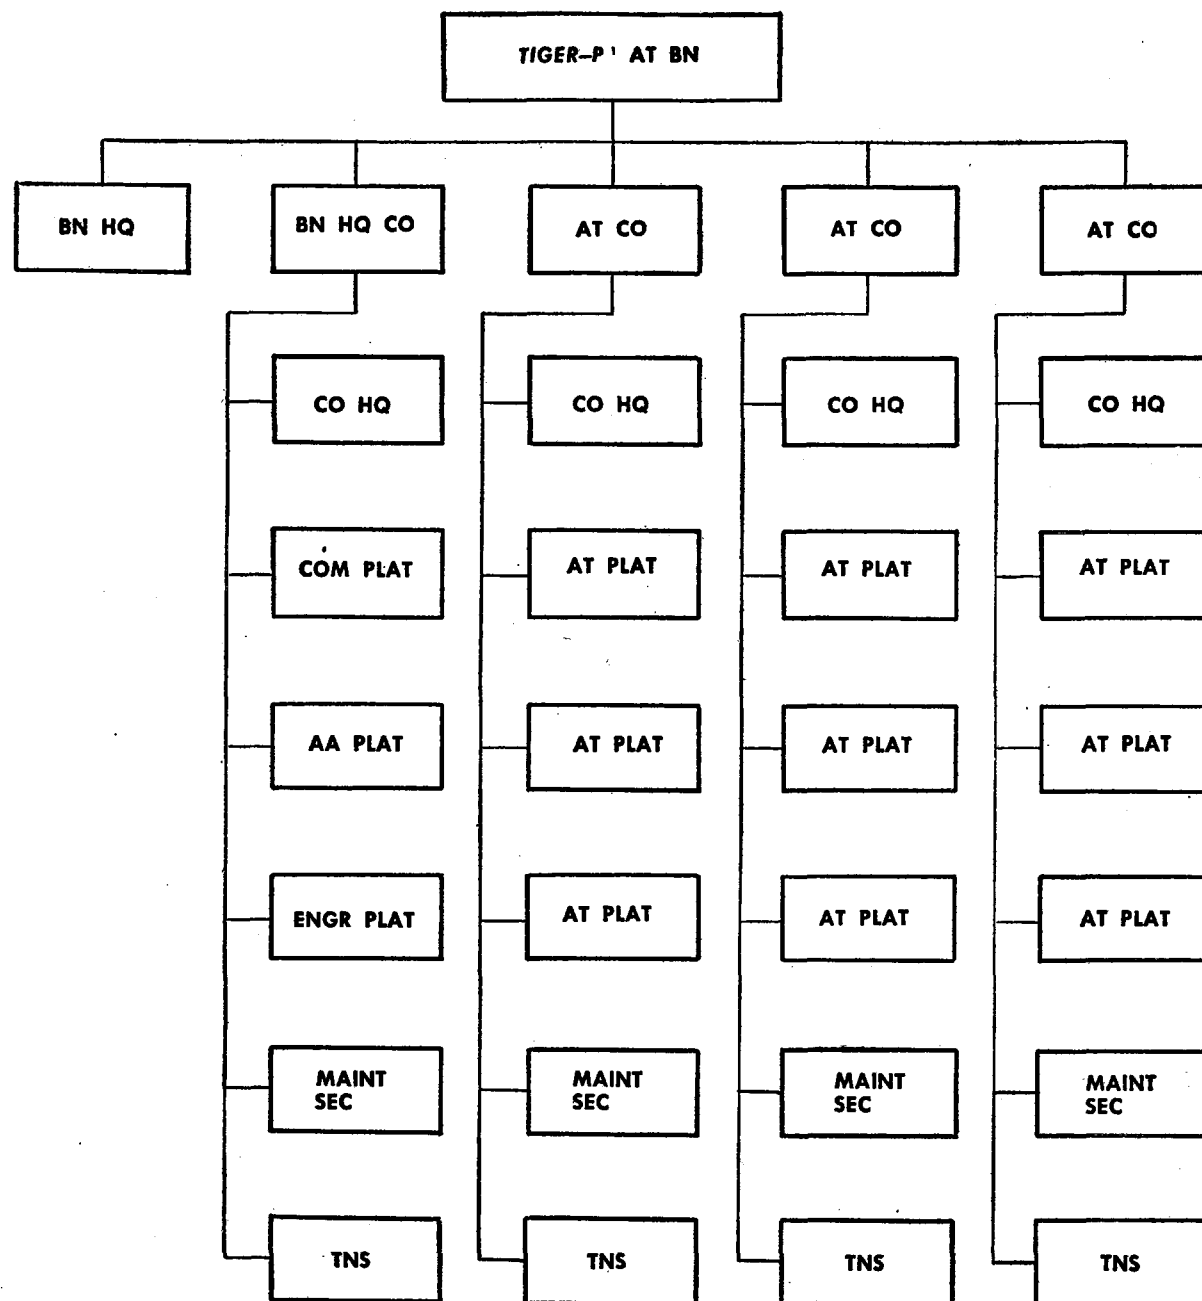 TIGER–P¹ AT BN
BN HQ
BN HQ CO
AT CO
AT CO
AT CO
CO HQ
CO HQ
CO HQ
CO HQ
COM PLAT
AT PLAT
AT PLAT
AT PLAT
AA PLAT
AT PLAT
AT PLAT
AT PLAT
ENGR PLAT
AT PLAT
AT PLAT
AT PLAT
MAINT
SEC
MAINT
SEC
MAINT
SEC
MAINT
SEC
TNS
TNS
TNS
TNS